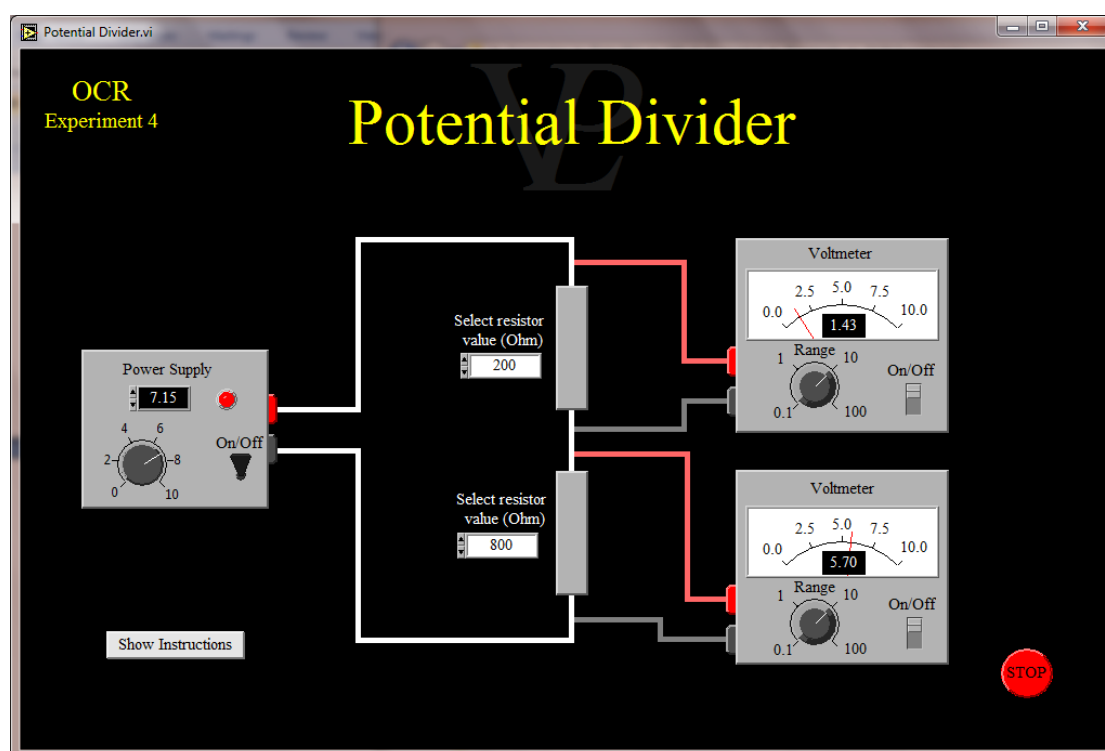 Potential Divider.vi
OCR
Experiment 4
Potential Divider
VPL
Power Supply
7.15
On/Off
0 2 4 6 8 10
Select resistor
value (Ohm)
200
Select resistor
value (Ohm)
800
Voltmeter
0.0 2.5 5.0 7.5 10.0
1.43
Range
0.1 1 10 100
On/Off
Voltmeter
0.0 2.5 5.0 7.5 10.0
5.70
Range
0.1 1 10 100
On/Off
Show Instructions
STOP